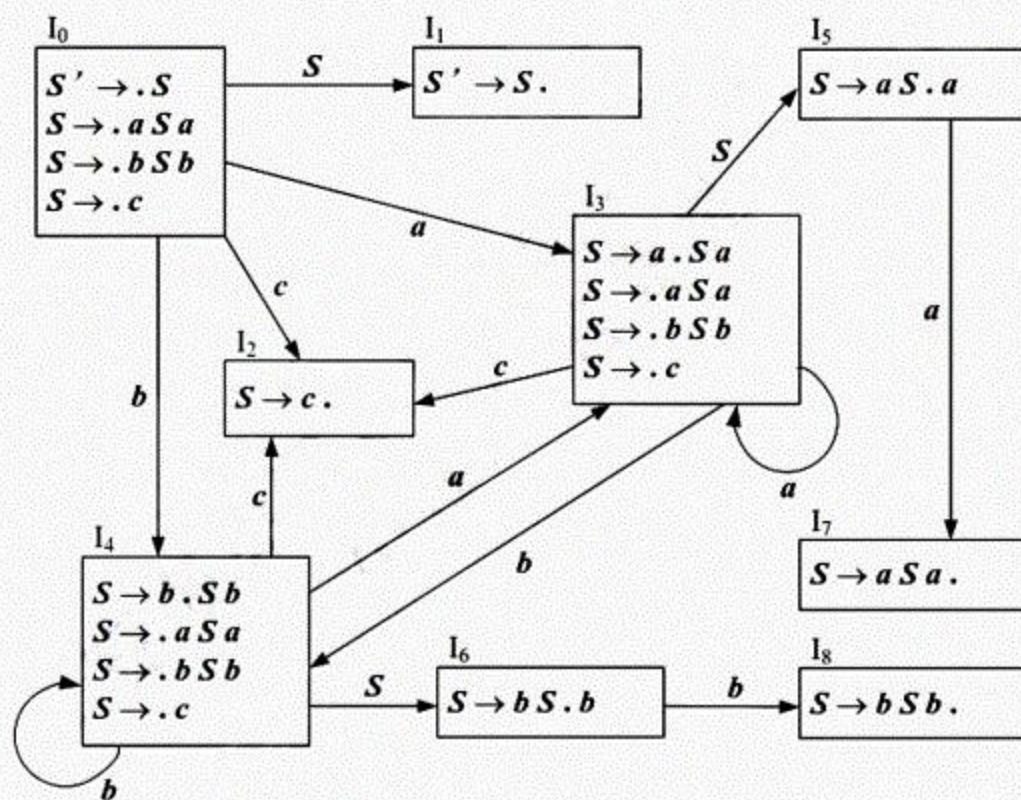 I₀
S' → . S
S → . a S a
S → . b S b
S → . c
S
I₁
S' → S .
I₅
S → a S . a
S
a
I₃
S → a . S a
S → . a S a
S → . b S b
S → . c
c
I₂
S → c .
c
b
a
a
c
a
b
I₄
S → b . S b
S → . a S a
S → . b S b
S → . c
b
S
I₆
S → b S . b
b
I₇
S → a S a .
I₈
S → b S b .